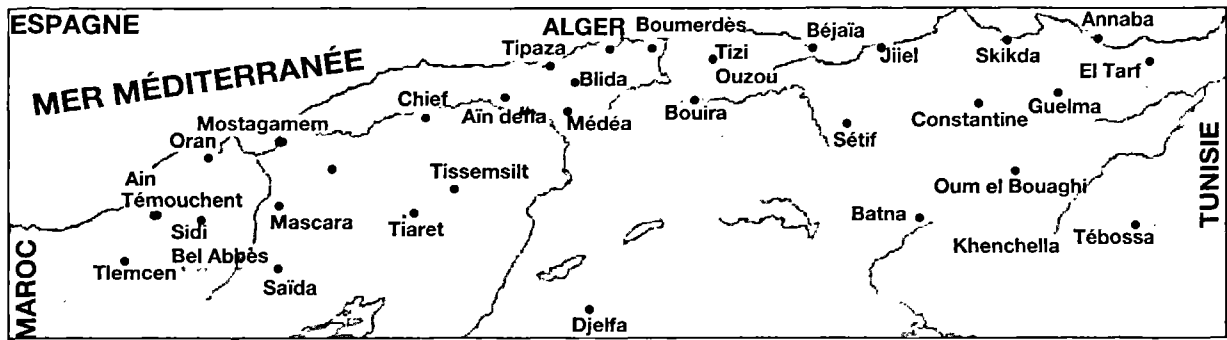 ESPAGNE
MER MÉDITERRANÉE
ALGER
Boumerdès
Tipaza
Blida
Tizi
Ouzou
Béjaïa
Jiiel
Skikda
Annaba
El Tarf
Chief
Aïn della
Médéa
Bouira
Sétif
Constantine
Guelma
Mostagamem
Oran
Ain
Témouchent
Sidi
Bel Abbès
Mascara
Tissemsilt
Tiaret
Oum el Bouaghi
Batna
Khenchella
Tébossa
Tlemcen
Saïda
Djelfa
MAROC
TUNISIE